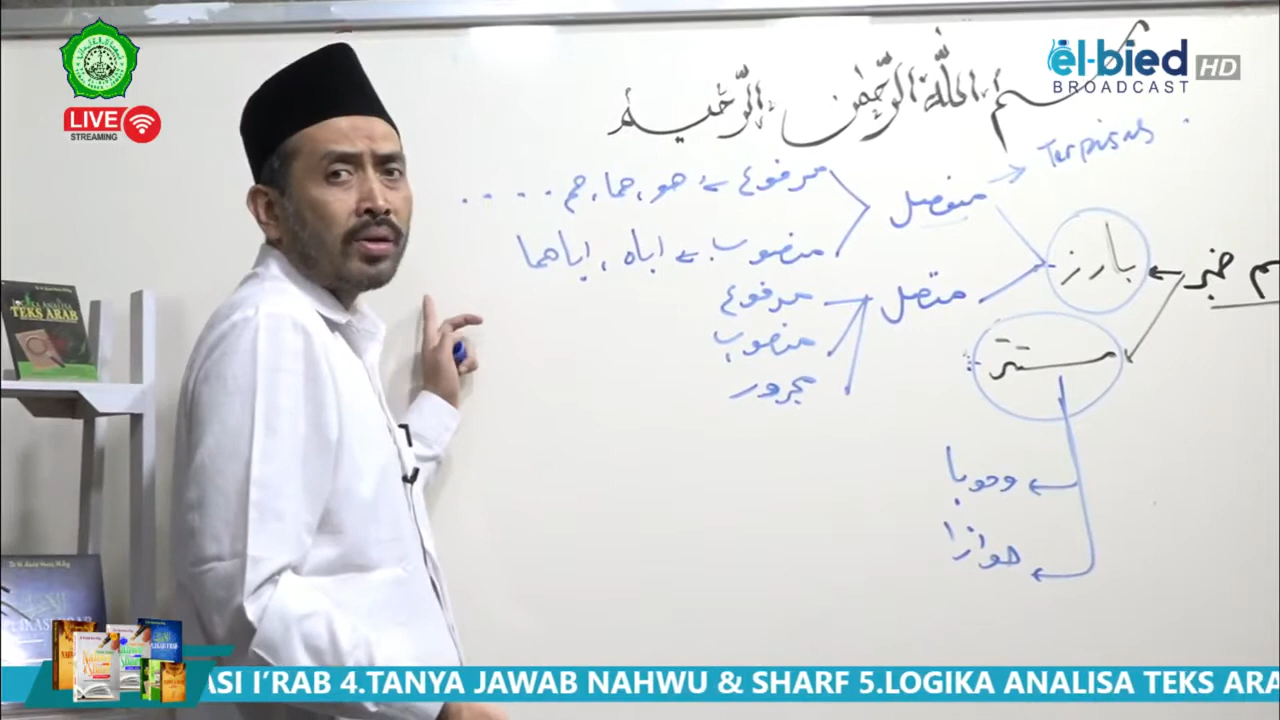 el-bied HD
BROADCAST
LIVE
STREAMING
بسم الله الرحمن الرحيم
Terpisah
منفصل
مرفوع ← هو، هما، هم . . . . .
منصوب ← اياه، اياهما
بارز
ضمير
متصل
مرفوع
منصوب
مجرور
مستتر
وجوبا
جوازا
LOGIKA ANALISA
TEKS ARAB
ASI I'RAB 4.TANYA JAWAB NAHWU & SHARF 5.LOGIKA ANALISA TEKS ARA